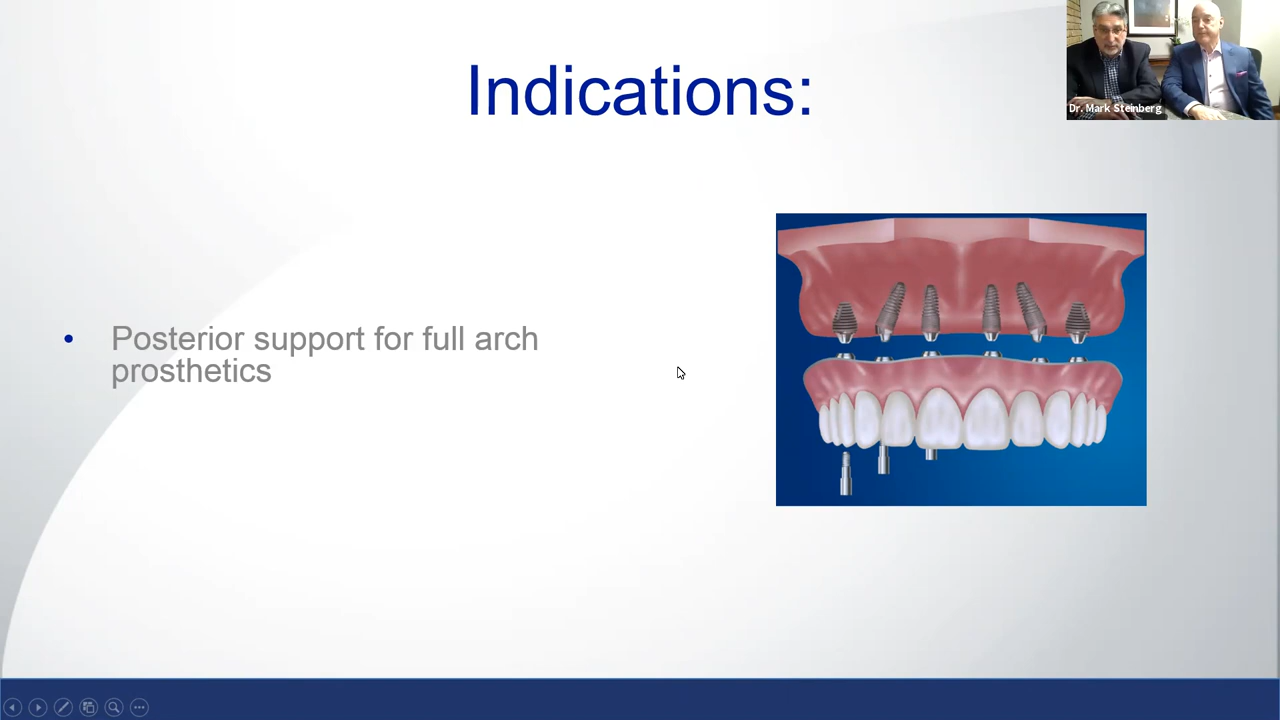 Indications:
Dr. Mark Steinberg
• Posterior support for full arch
prosthetics